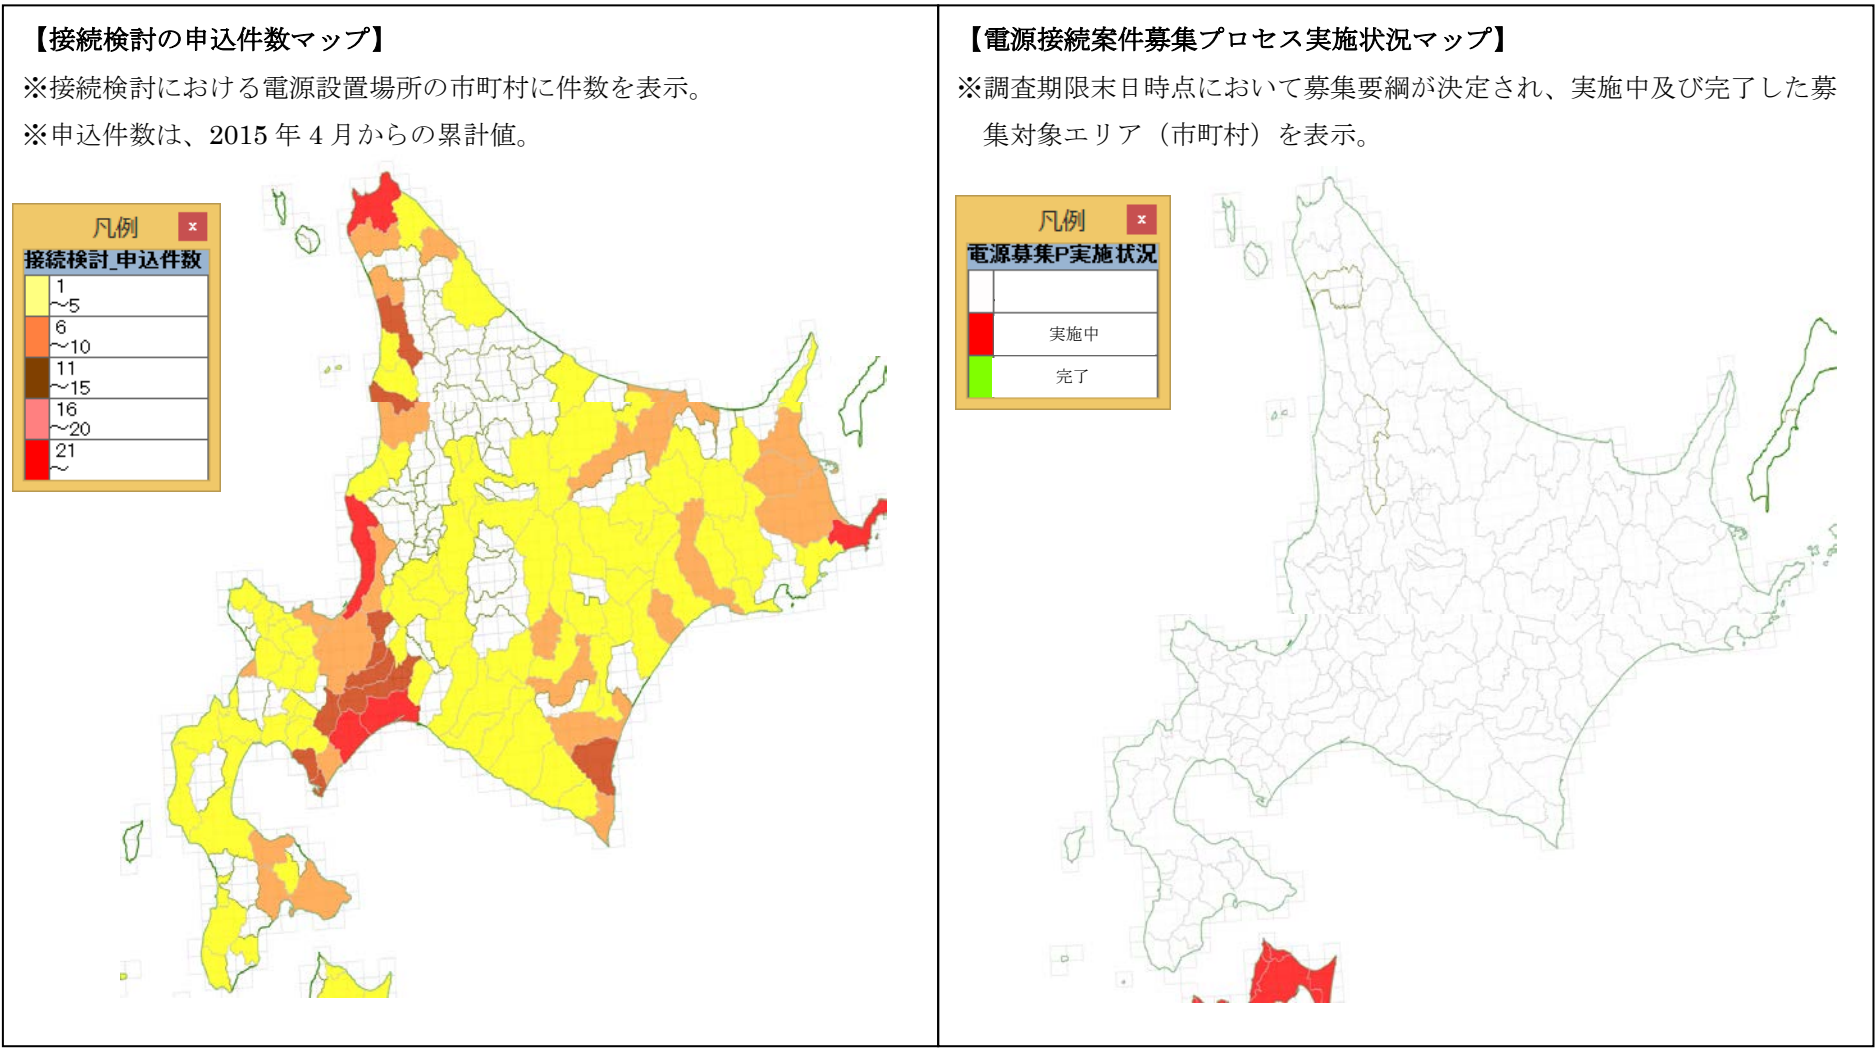 【接続検討の申込件数マップ】
※接続検討における電源設置場所の市町村に件数を表示。
※申込件数は、2015 年 4 月からの累計値。
凡例
x
接続検討_申込件数
1
～5
6
～10
11
～15
16
～20
21
～
【電源接続案件募集プロセス実施状況マップ】
※調査期限末日時点において募集要綱が決定され、実施中及び完了した募
集対象エリア（市町村）を表示。
凡例
x
電源募集P実施状況
実施中
完了